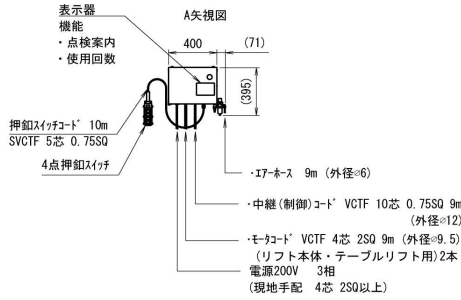 表示器
機能
・点検案内
・使用回数
A矢視図
400
(71)
(395)
押釦スイッチコード 10m
SVCTF 5芯 0.75SQ
4点押釦スイッチ
・エアーホース 9m (外径⌀6)
・中継(制御)コード VCTF 10芯 0.75SQ 9m
(外径⌀12)
・モータコード VCTF 4芯 2SQ 9m (外径⌀9.5)
(リフト本体・テーブルリフト用)2本
電源200V 3相
(現地手配 4芯 2SQ以上)